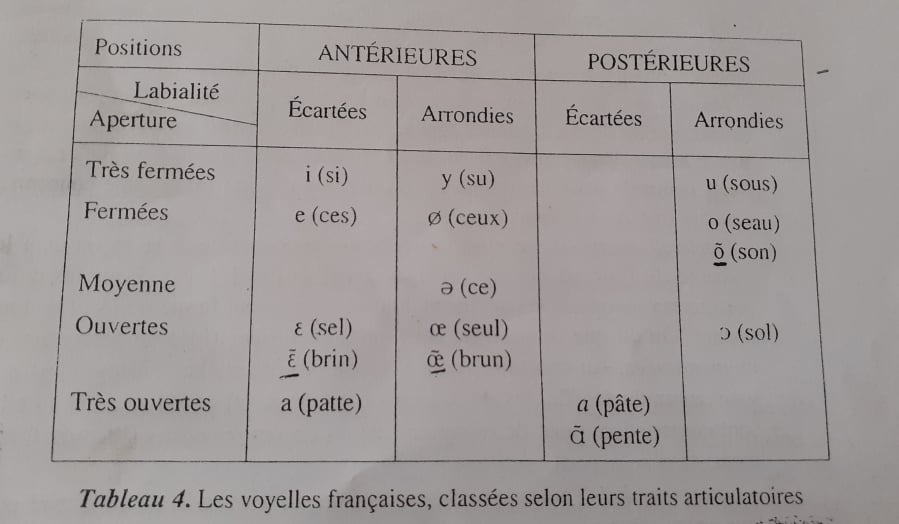 Positions ANTÉRIEURES POSTÉRIEURES
Labialité
Aperture Écartées Arrondies Écartées Arrondies
Très fermées i (si) y (su) u (sous)
Fermées e (ces) ø (ceux) o (seau)
õ (son)
Moyenne ə (ce)
Ouvertes ε (sel) œ (seul) ɔ (sol)
ε̃ (brin) œ̃ (brun)
Très ouvertes a (patte) a (pâte)
ɑ̃ (pente)
Tableau 4. Les voyelles françaises, classées selon leurs traits articulatoires